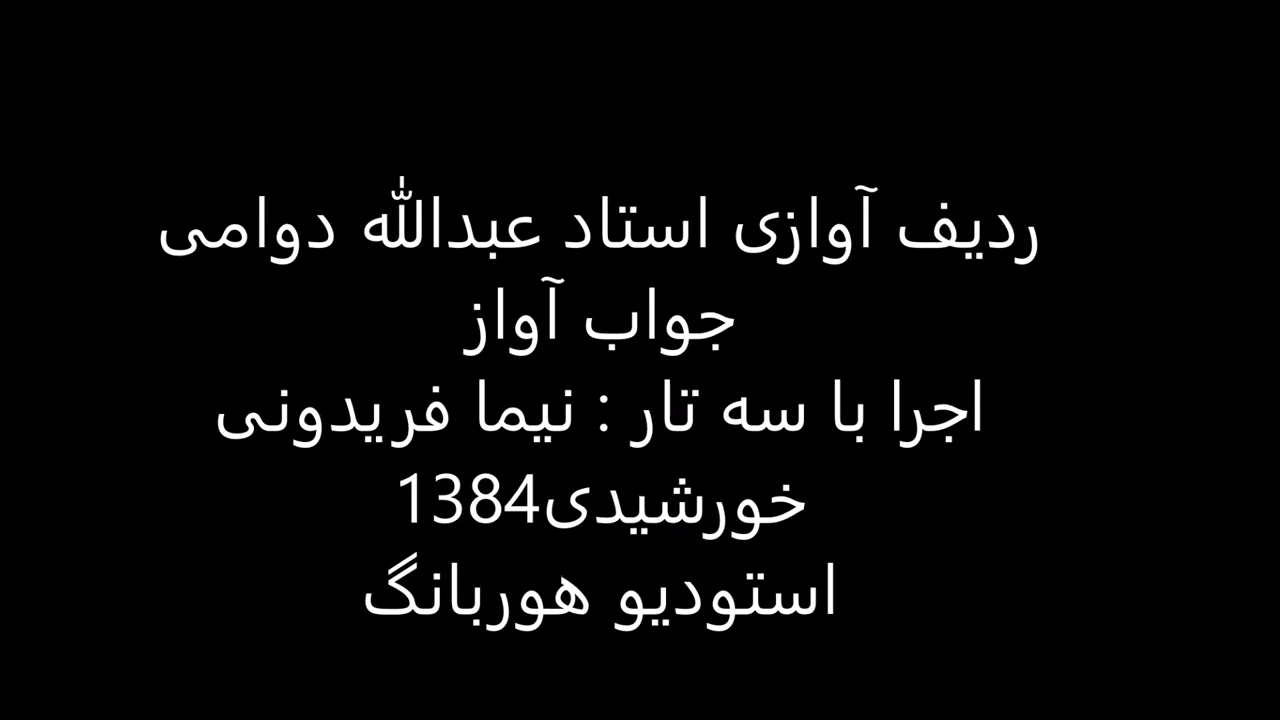 ردیف آوازی استاد عبدالله دوامی
جواب آواز
اجرا با سه تار : نیما فریدونی
خورشیدی1384
استودیو هوربانگ